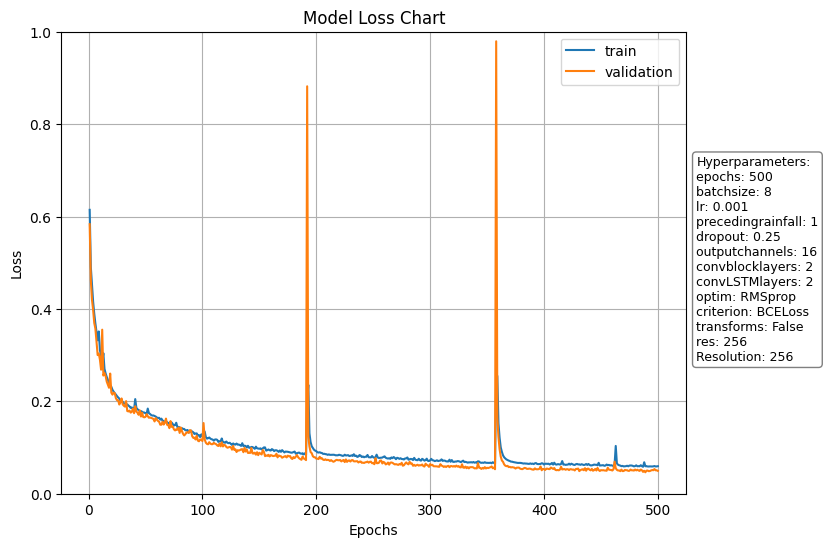 Model Loss Chart
train
validation
Loss
1.0
0.8
0.6
0.4
0.2
0.0
0
100
200
300
400
500
Epochs
Hyperparameters:
epochs: 500
batchsize: 8
lr: 0.001
precedingrainfall: 1
dropout: 0.25
outputchannels: 16
convblocklayers: 2
convLSTMlayers: 2
optim: RMSprop
criterion: BCELoss
transforms: False
res: 256
Resolution: 256